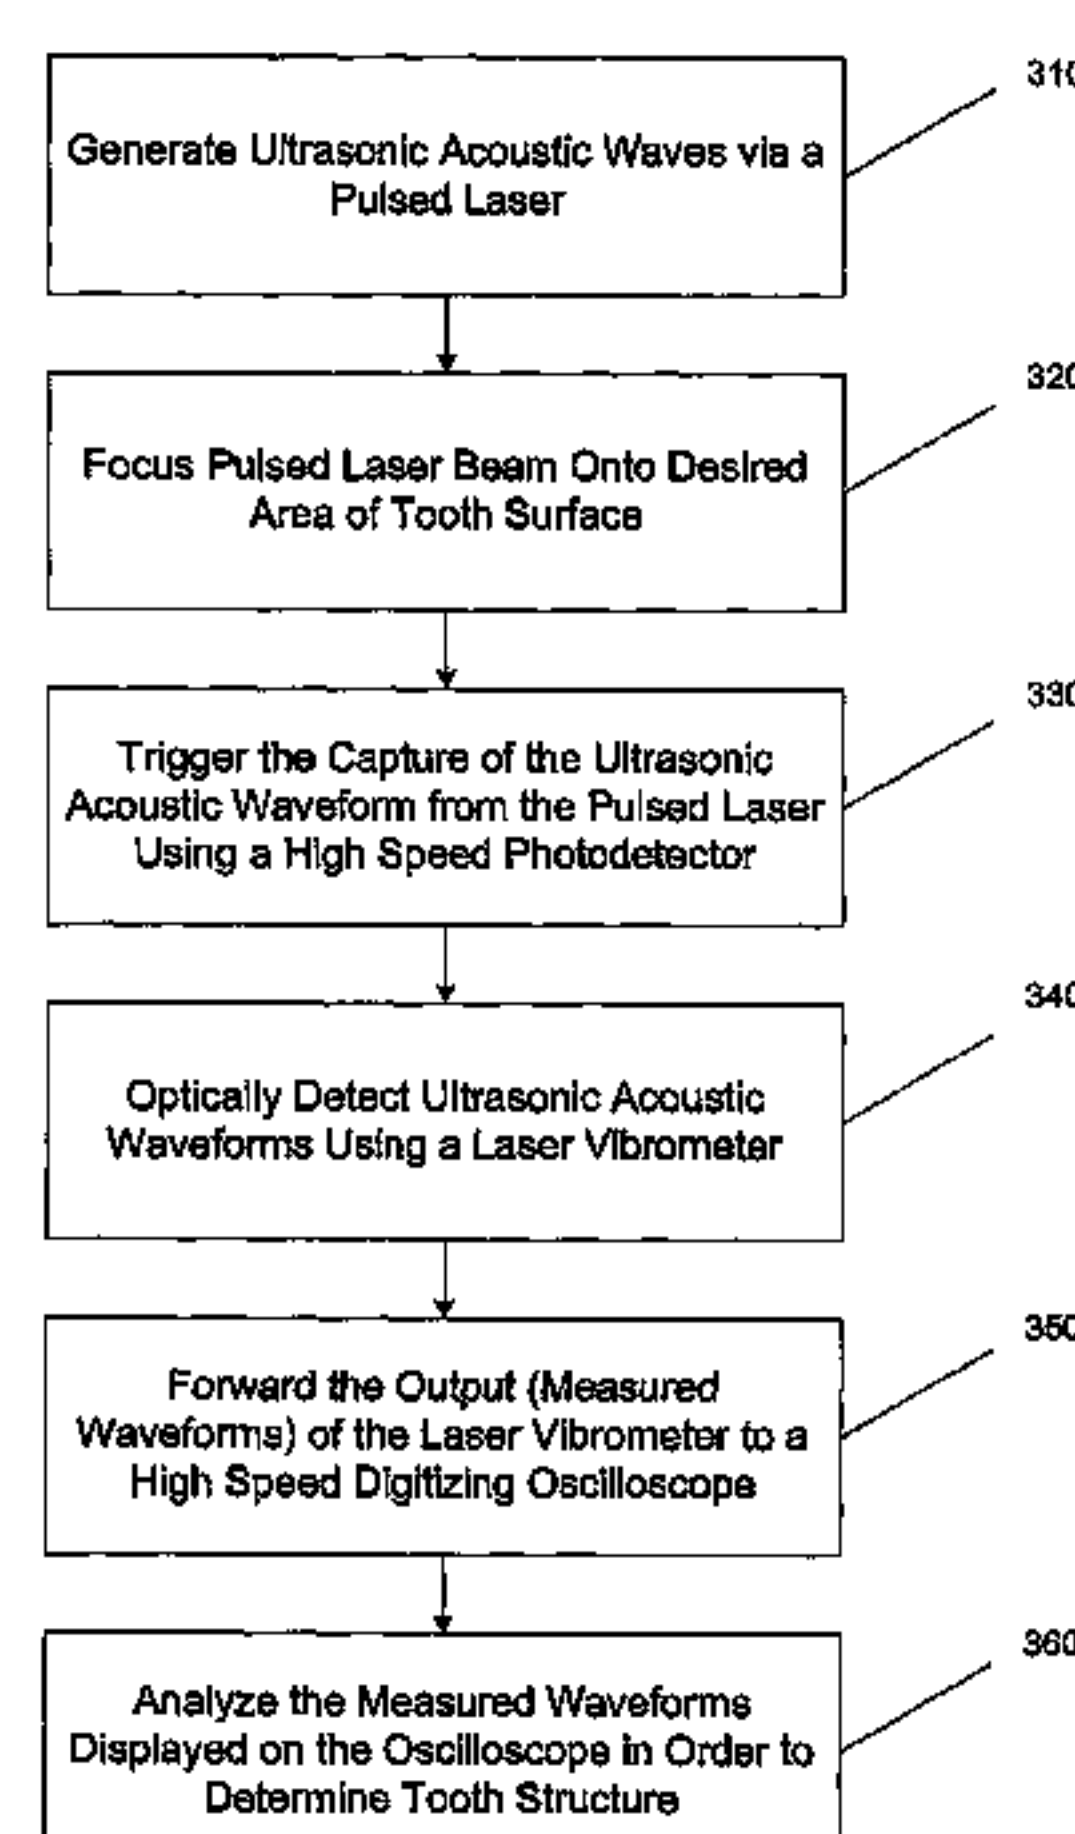 310
Generate Ultrasonic Acoustic Waves via a
Pulsed Laser
320
Focus Pulsed Laser Beam Onto Desired
Area of Tooth Surface
330
Trigger the Capture of the Ultrasonic
Acoustic Waveform from the Pulsed Laser
Using a High Speed Photodetector
340
Optically Detect Ultrasonic Acoustic
Waveforms Using a Laser Vibrometer
350
Forward the Output (Measured
Waveforms) of the Laser Vibrometer to a
High Speed Digitizing Oscilloscope
360
Analyze the Measured Waveforms
Displayed on the Oscilloscope in Order to
Determine Tooth Structure